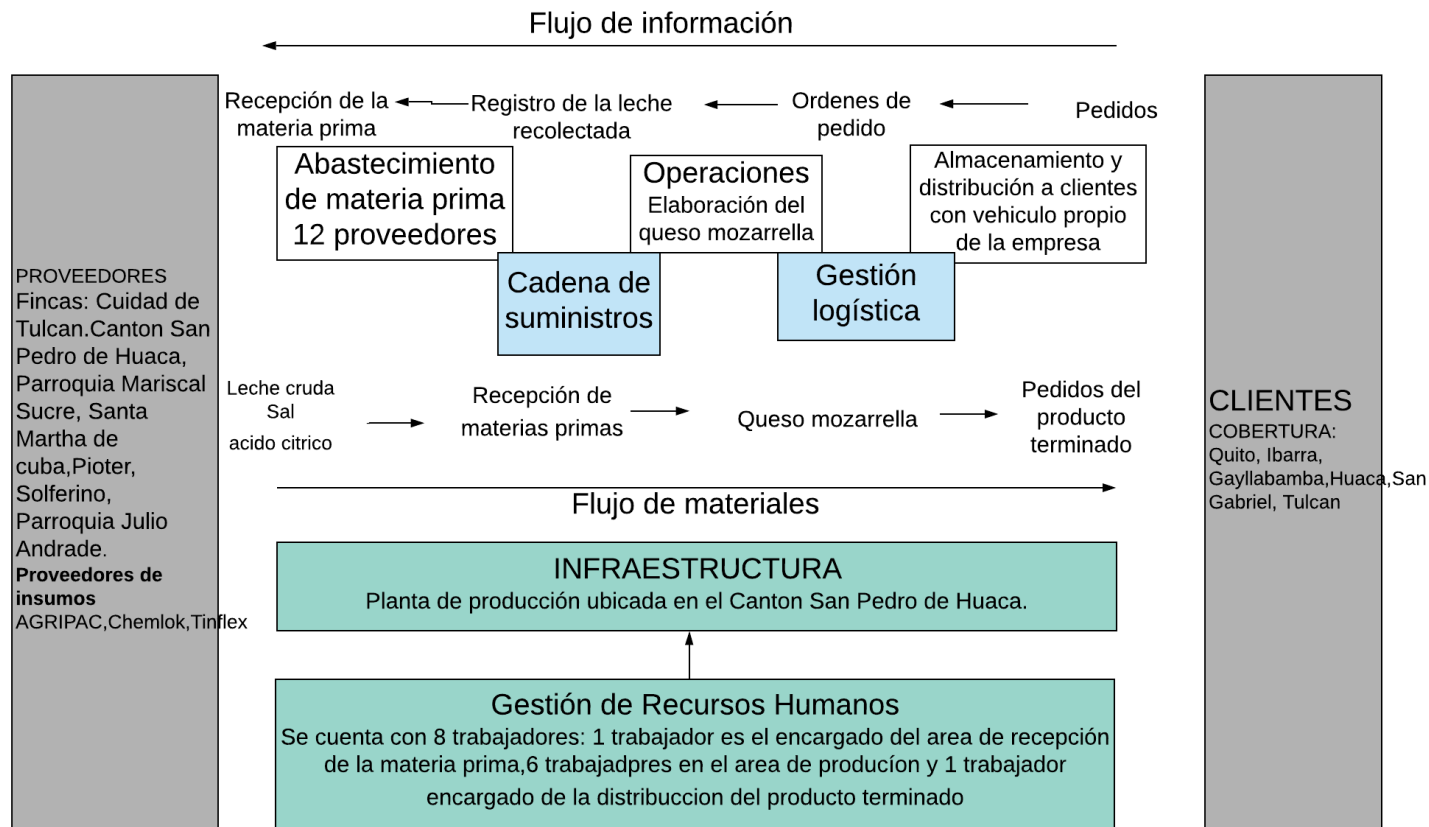 Flujo de información
Recepción de la
materia prima
Registro de la leche
recolectada
Ordenes de
pedido
Pedidos
Abastecimiento
de materia prima
12 proveedores
Operaciones
Elaboración del
queso mozarrella
Almacenamiento y
distribución a clientes
con vehiculo propio
de la empresa
Cadena de
suministros
Gestión
logística
PROVEEDORES
Fincas: Cuidad de
Tulcan.Canton San
Pedro de Huaca,
Parroquia Mariscal
Sucre, Santa
Martha de
cuba,Pioter,
Solferino,
Parroquia Julio
Andrade.
Proveedores de
insumos
AGRIPAC,Chemlok,Tinflex
Leche cruda
Sal
acido citrico
Recepción de
materias primas
Queso mozarrella
Pedidos del
producto
terminado
CLIENTES
COBERTURA:
Quito, Ibarra,
Gayllabamba,Huaca,San
Gabriel, Tulcan
Flujo de materiales
INFRAESTRUCTURA
Planta de producción ubicada en el Canton San Pedro de Huaca.
Gestión de Recursos Humanos
Se cuenta con 8 trabajadores: 1 trabajador es el encargado del area de recepción
de la materia prima,6 trabajadpres en el area de producíon y 1 trabajador
encargado de la distribuccion del producto terminado